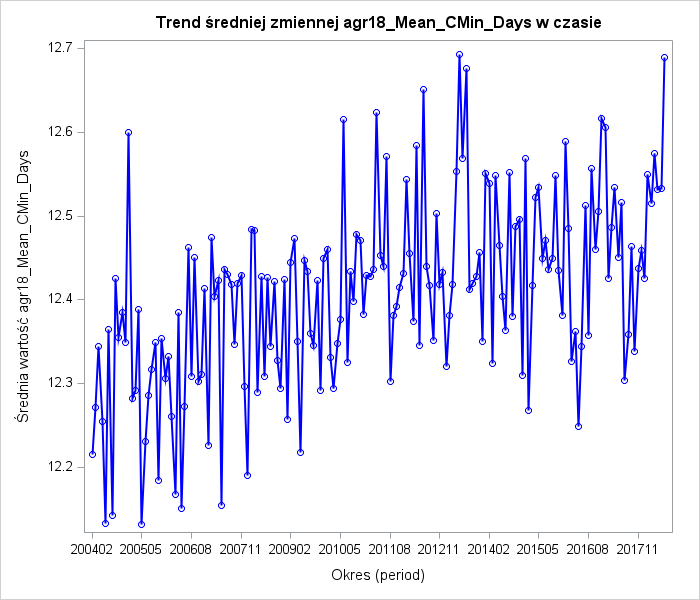 Trend średniej zmiennej agr18_Mean_CMin_Days w czasie
12.7
12.6
12.5
12.4
12.3
12.2
Średnia wartość agr18_Mean_CMin_Days
200402 200505 200608 200711 200902 201005 201108 201211 201402 201505 201608 201711
Okres (period)